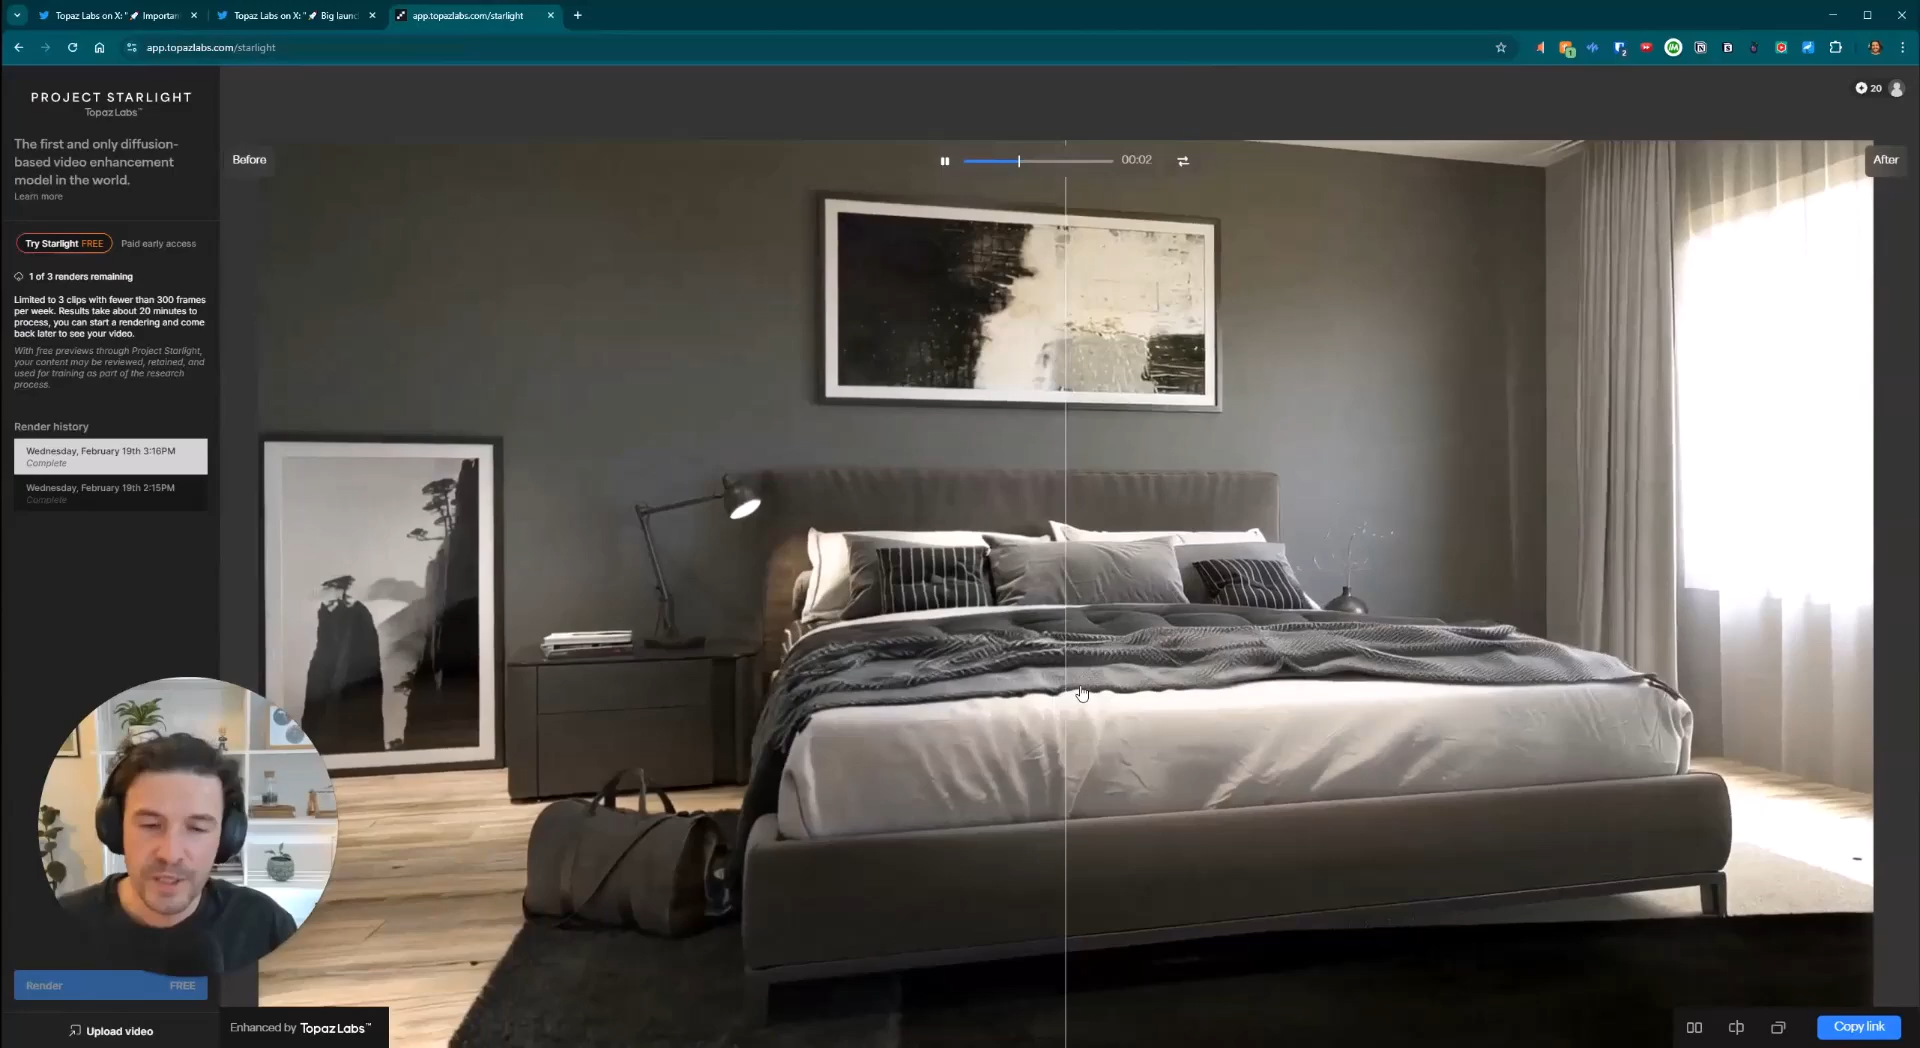 Topaz Labs on X: "🚀 Important
Topaz Labs on X: "🚀 Big launc
app.topazlabs.com/starlight
app.topazlabs.com/starlight
1
2
PROJECT STARLIGHT
Topaz Labs™
The first and only diffusion-
based video enhancement
model in the world.
Learn more
Try Starlight FREE
Paid early access
1 of 3 renders remaining
Limited to 3 clips with fewer than 300 frames
per week. Results take about 20 minutes to
process, you can start a rendering and come
back later to see your video.
With free previews through Project Starlight,
your content may be reviewed, retained, and
used for training as part of the research
process.
Render history
Wednesday, February 19th 3:16PM
Complete
Wednesday, February 19th 2:15PM
Complete
Render FREE
Upload video
20
Before
00:02
After
Enhanced by Topaz Labs™
Copy link